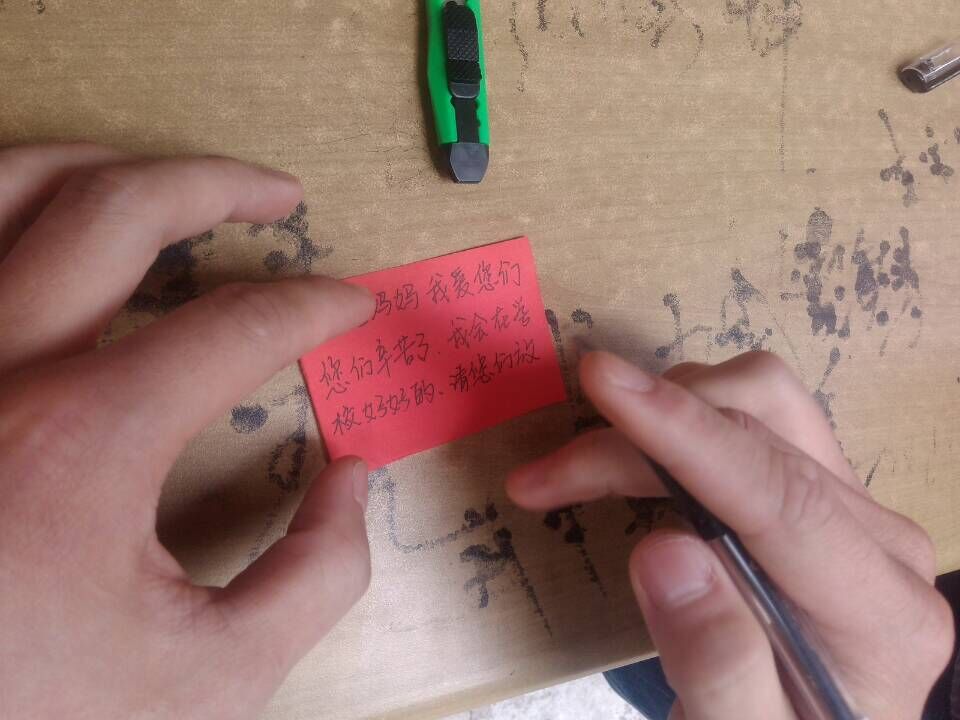 妈妈 我爱您们
您们辛苦了、我会在学
校好好的、请您们放